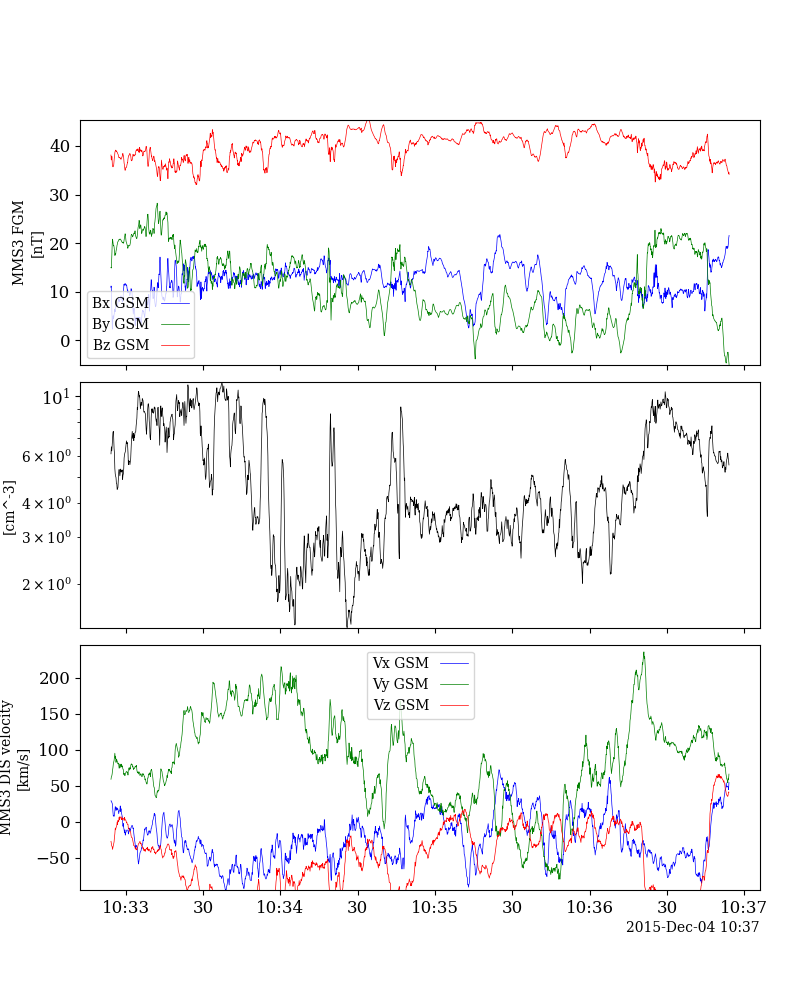 40
30
20
10
0
MMS3 FGM
[nT]
Bx GSM
By GSM
Bz GSM
10^1
6 × 10^0
4 × 10^0
3 × 10^0
2 × 10^0
[cm^-3]
200
150
100
50
0
−50
MMS3 DIS velocity
[km/s]
Vx GSM
Vy GSM
Vz GSM
10:33 30 10:34 30 10:35 30 10:36 30 10:37
2015-Dec-04 10:37